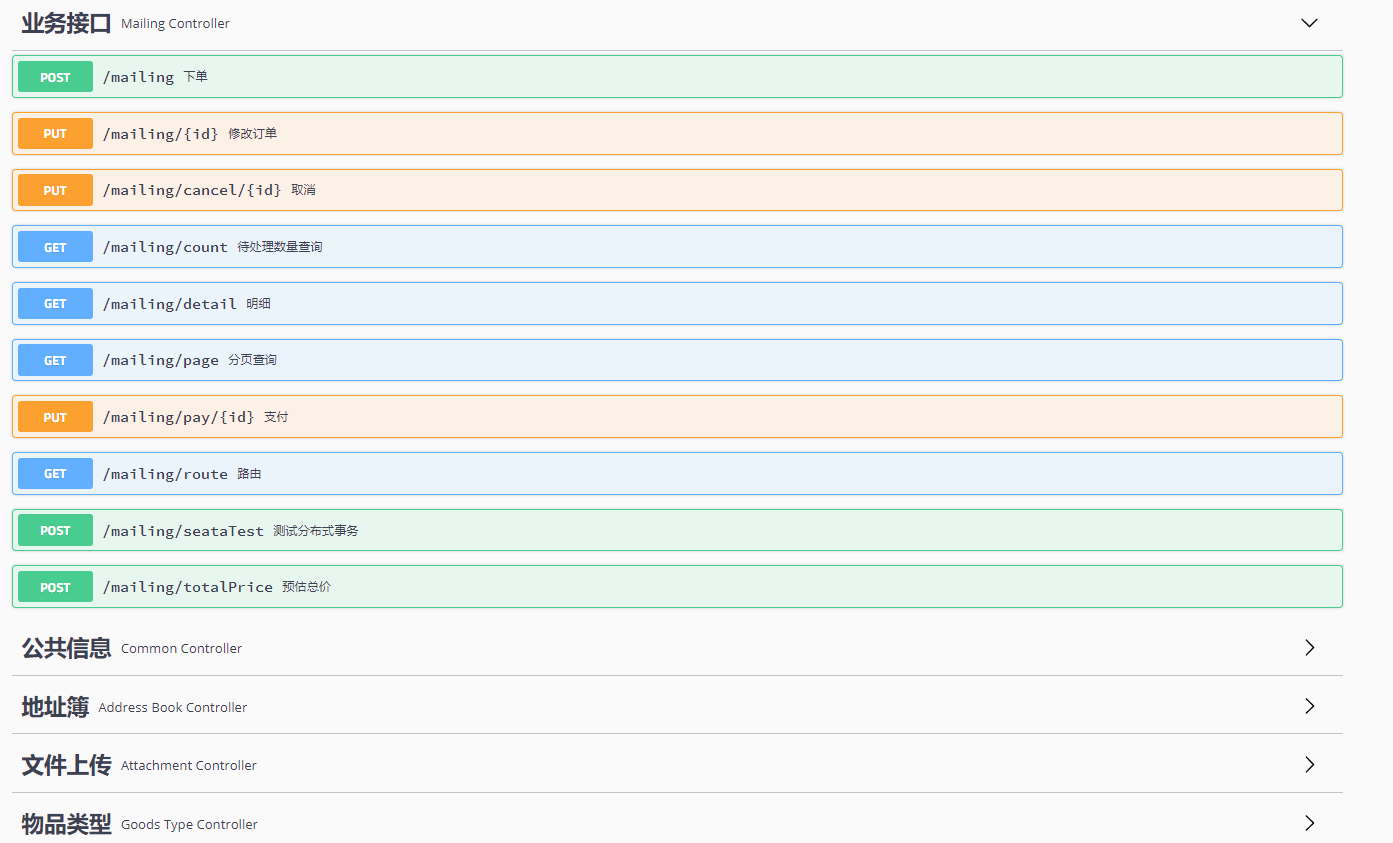 业务接口 Mailing Controller
POST /mailing 下单
PUT /mailing/{id} 修改订单
PUT /mailing/cancel/{id} 取消
GET /mailing/count 待处理数量查询
GET /mailing/detail 明细
GET /mailing/page 分页查询
PUT /mailing/pay/{id} 支付
GET /mailing/route 路由
POST /mailing/seataTest 测试分布式事务
POST /mailing/totalPrice 预估总价
公共信息 Common Controller
地址簿 Address Book Controller
文件上传 Attachment Controller
物品类型 Goods Type Controller